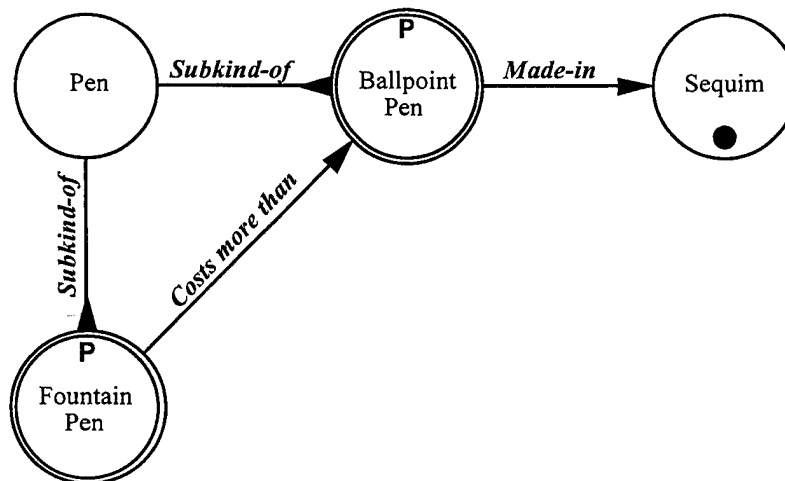 P
Pen
Subkind-of
Ballpoint
Pen
Made-in
Sequim
Subkind-of
Costs more than
P
Fountain
Pen